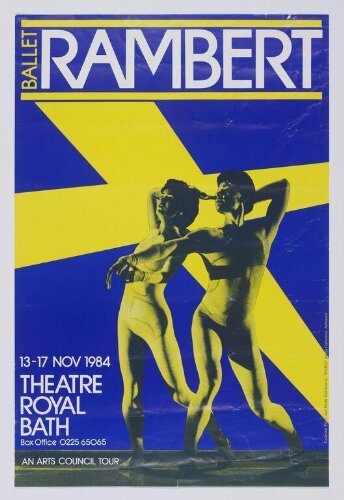 BALLET
RAMBERT
13-17 NOV 1984
THEATRE
ROYAL
BATH
Box Office 0225 65065
AN ARTS COUNCIL TOUR